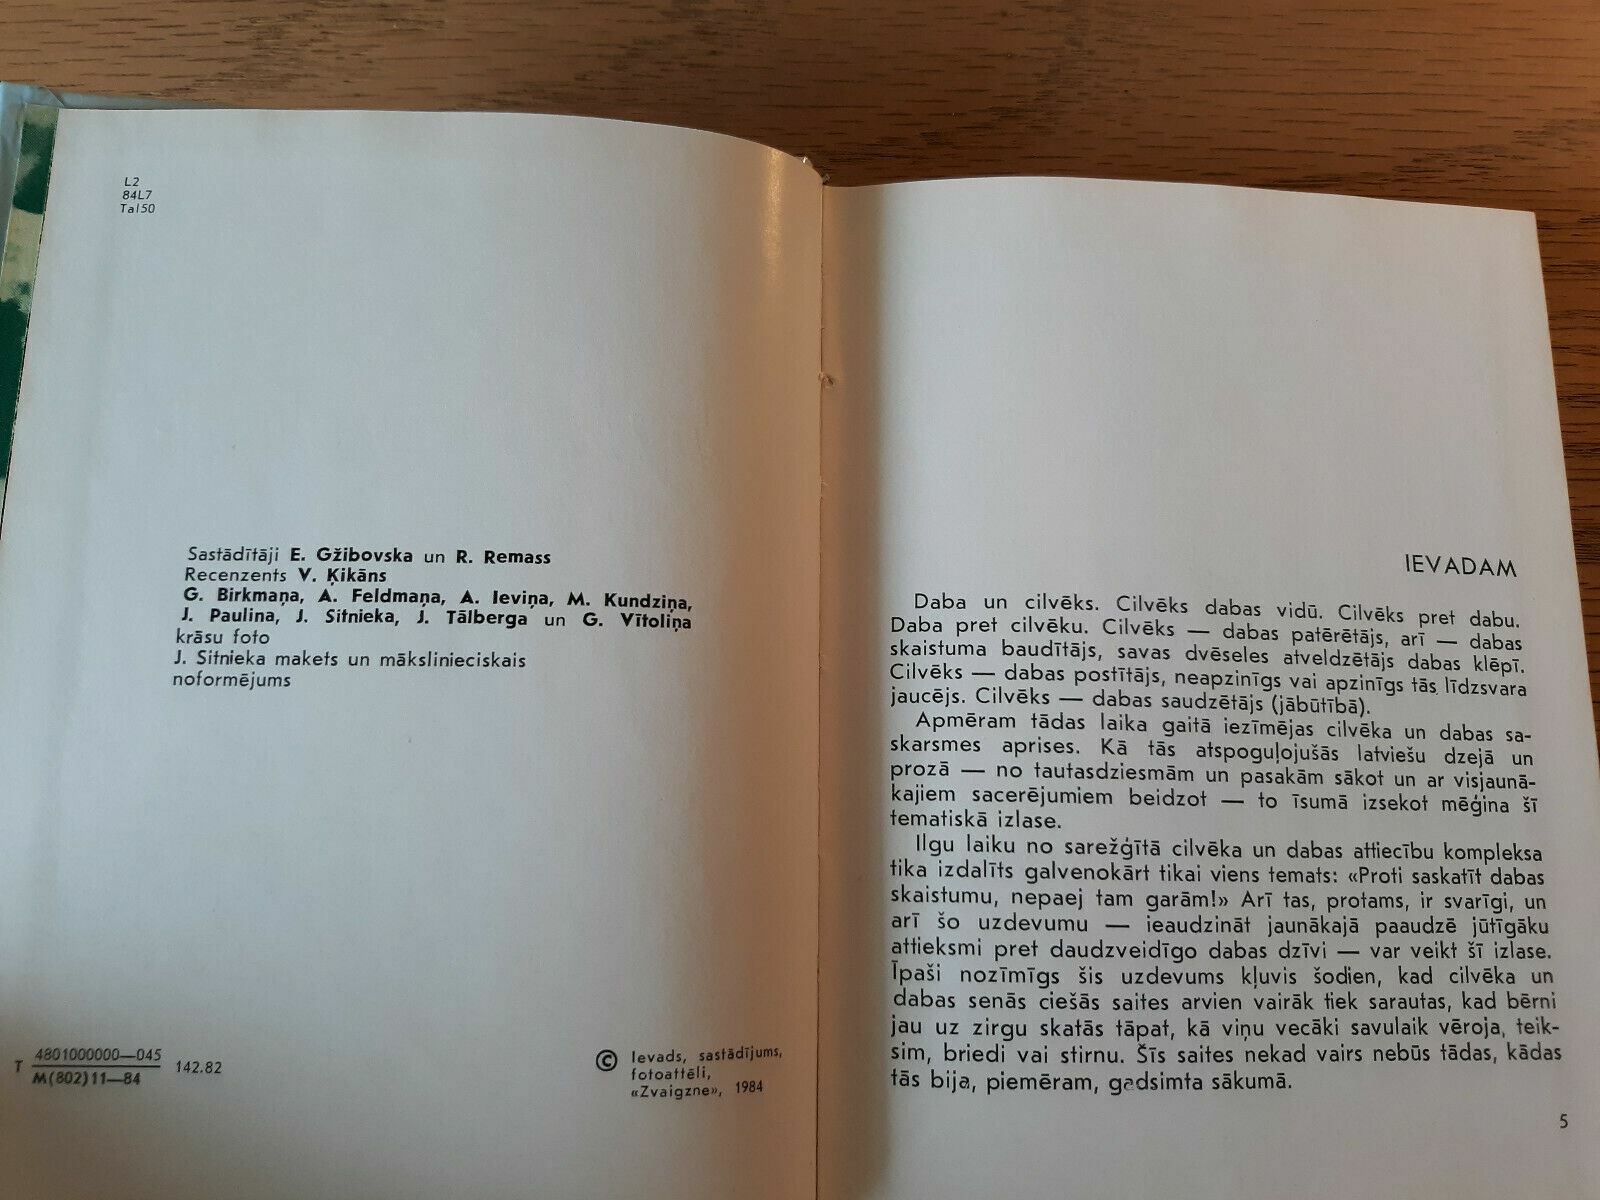 L2
84L7
Ta150
Sastādītāji E. Gžibovska un R. Remass
Recenzents V. Ķikāns
G. Birkmaņa, A. Feldmaņa, A. Ieviņa, M. Kundziņa,
J. Pauliņa, J. Sitnieka, J. Tālberga un G. Vītoliņa
krāsu foto
J. Sitnieka makets un mākslinieciskais
noformējums
T 4801000000—045
M(802)11—84
142.82
© Ievads, sastādījums,
fotoattēli,
«Zvaigzne», 1984
IEVADAM
Daba un cilvēks. Cilvēks dabas vidū. Cilvēks pret dabu.
Daba pret cilvēku. Cilvēks — dabas patērētājs, arī — dabas
skaistuma baudītājs, savas dvēseles atveldzētājs dabas klēpī.
Cilvēks — dabas postītājs, neapzinīgs vai apzinīgs tās līdzsvara
jaucējs. Cilvēks — dabas saudzētājs (jābūtībā).
Apmēram tādas laika gaitā iezīmējas cilvēka un dabas sa-
skarsmes aprises. Kā tās atspoguļojušās latviešu dzejā un
prozā — no tautasdziesmām un pasakām sākot un ar visjaunā-
kajiem sacerējumiem beidzot — to īsumā izsekot mēģina šī
tematiskā izlase.
Ilgu laiku no sarežģītā cilvēka un dabas attiecību kompleksa
tika izdalīts galvenokārt tikai viens temats: «Proti saskatīt dabas
skaistumu, nepaej tam garām!» Arī tas, protams, ir svarīgi, un
arī šo uzdevumu — ieaudzināt jaunākajā paaudzē jūtīgāku
attieksmi pret daudzveidīgo dabas dzīvi — var veikt šī izlase.
Īpaši nozīmīgs šis uzdevums kļuvis šodien, kad cilvēka un
dabas senās ciešās saites arvien vairāk tiek sarautas, kad bērni
jau uz zirgu skatās tāpat, kā viņu vecāki savulaik vēroja, teik-
sim, briedi vai stirnu. Šīs saites nekad vairs nebūs tādas, kādas
tās bija, piemēram, gadsimta sākumā.
5